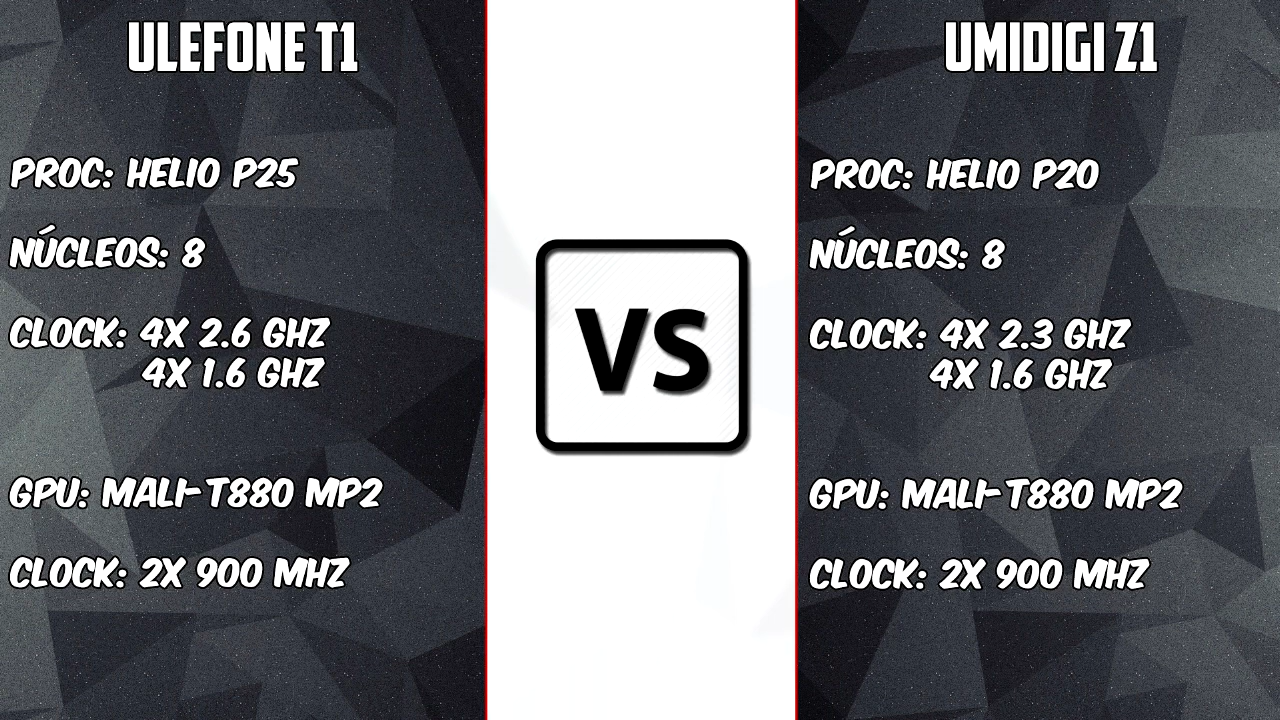 ULEFONE T1
PROC: HELIO P25
NÚCLEOS: 8
CLOCK: 4X 2.6 GHZ
4X 1.6 GHZ
GPU: MALI-T880 MP2
CLOCK: 2X 900 MHZ
VS
UMIDIGI Z1
PROC: HELIO P20
NÚCLEOS: 8
CLOCK: 4X 2.3 GHZ
4X 1.6 GHZ
GPU: MALI-T880 MP2
CLOCK: 2X 900 MHZ